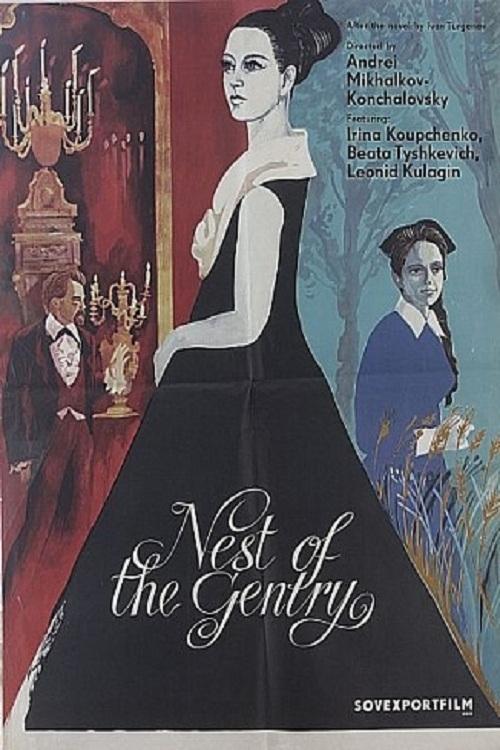 After the novel by Ivan Turgenev
Directed by
Andrei
Mikhalkov-
Konchalovsky
Featuring:
Irina Koupchenko,
Beata Tyshkevich,
Leonid Kulagin
Nest of
the Gentry
SOVEXPORTFILM